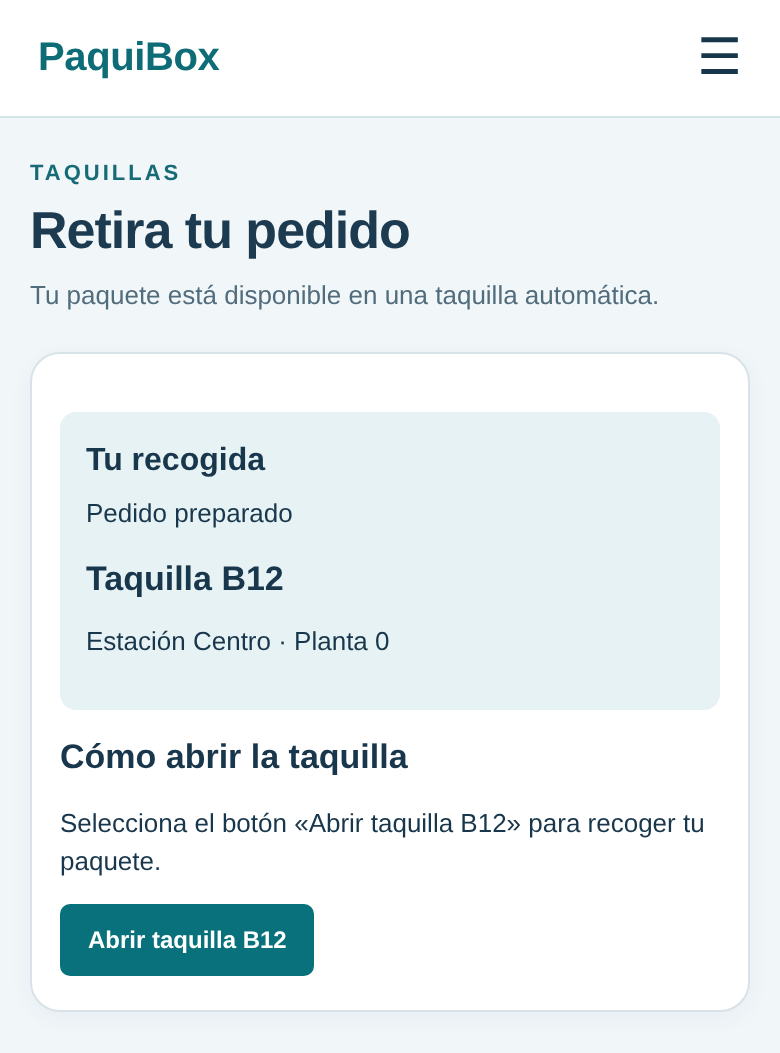 PaquiBox
TAQUILLAS
Retira tu pedido
Tu paquete está disponible en una taquilla automática.
Tu recogida
Pedido preparado
Taquilla B12
Estación Centro · Planta 0
Cómo abrir la taquilla
Selecciona el botón «Abrir taquilla B12» para recoger tu
paquete.
Abrir taquilla B12